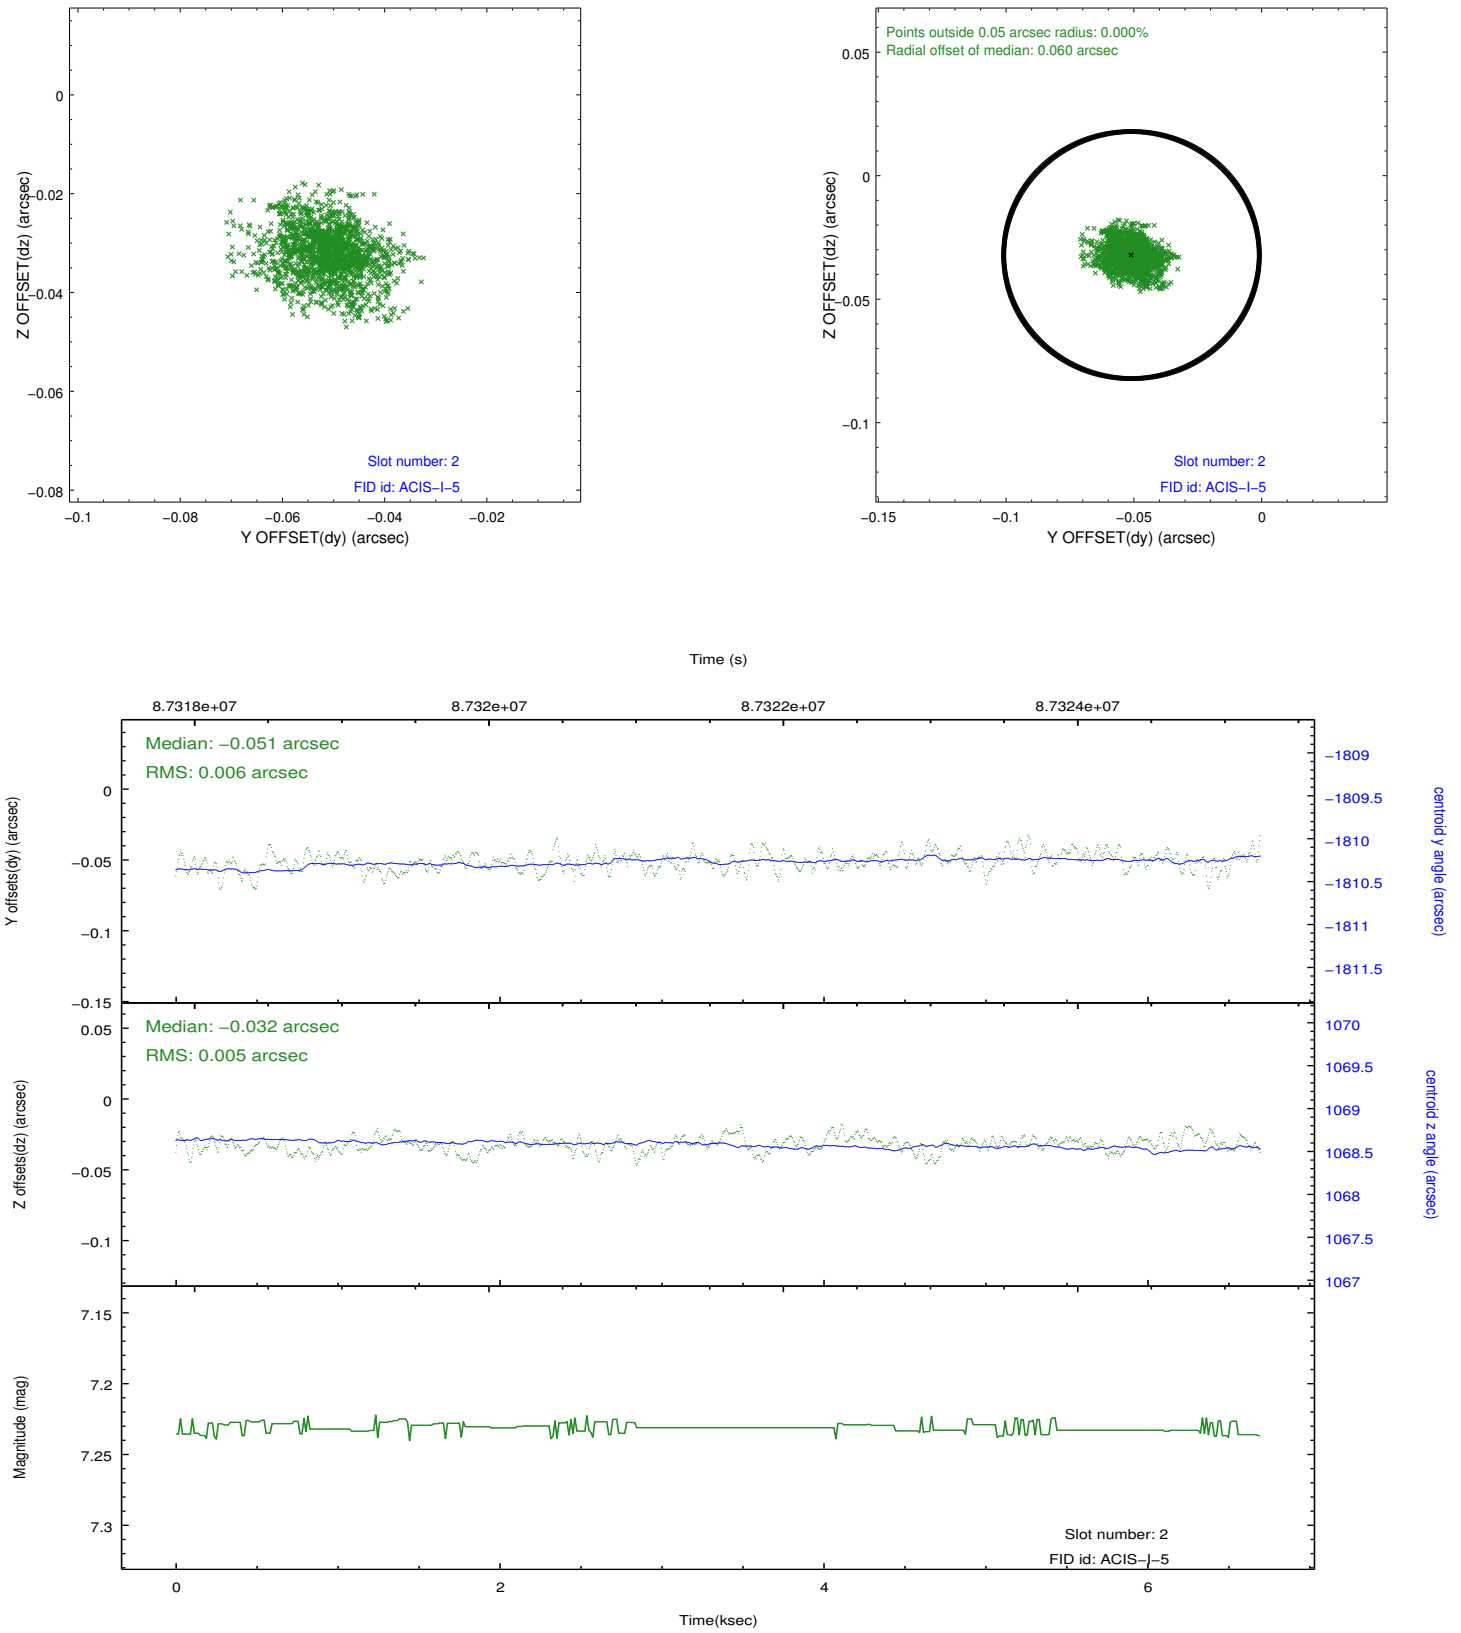 0
−0.02
−0.04
−0.06
−0.08
Z OFFSET(dz) (arcsec)
Slot number: 2
FID id: ACIS−I−5
−0.1
−0.08
−0.06
−0.04
−0.02
Y OFFSET(dy) (arcsec)
Points outside 0.05 arcsec radius: 0.000%
Radial offset of median: 0.060 arcsec
0.05
0
−0.05
−0.1
Z OFFSET(dz) (arcsec)
Slot number: 2
FID id: ACIS−I−5
−0.15
−0.1
−0.05
0
Y OFFSET(dy) (arcsec)
Time (s)
8.7318e+07
8.732e+07
8.7322e+07
8.7324e+07
Median: −0.051 arcsec
RMS: 0.006 arcsec
0
−0.05
−0.1
−0.15
Y offsets(dy) (arcsec)
−1809
−1809.5
−1810
−1810.5
−1811
−1811.5
centroid y angle (arcsec)
Median: −0.032 arcsec
RMS: 0.005 arcsec
0.05
0
−0.05
−0.1
Z offsets(dz) (arcsec)
1070
1069.5
1069
1068.5
1068
1067.5
1067
centroid z angle (arcsec)
7.15
7.2
7.25
7.3
Magnitude (mag)
Slot number: 2
FID id: ACIS−I−5
0
2
4
6
Time(ksec)